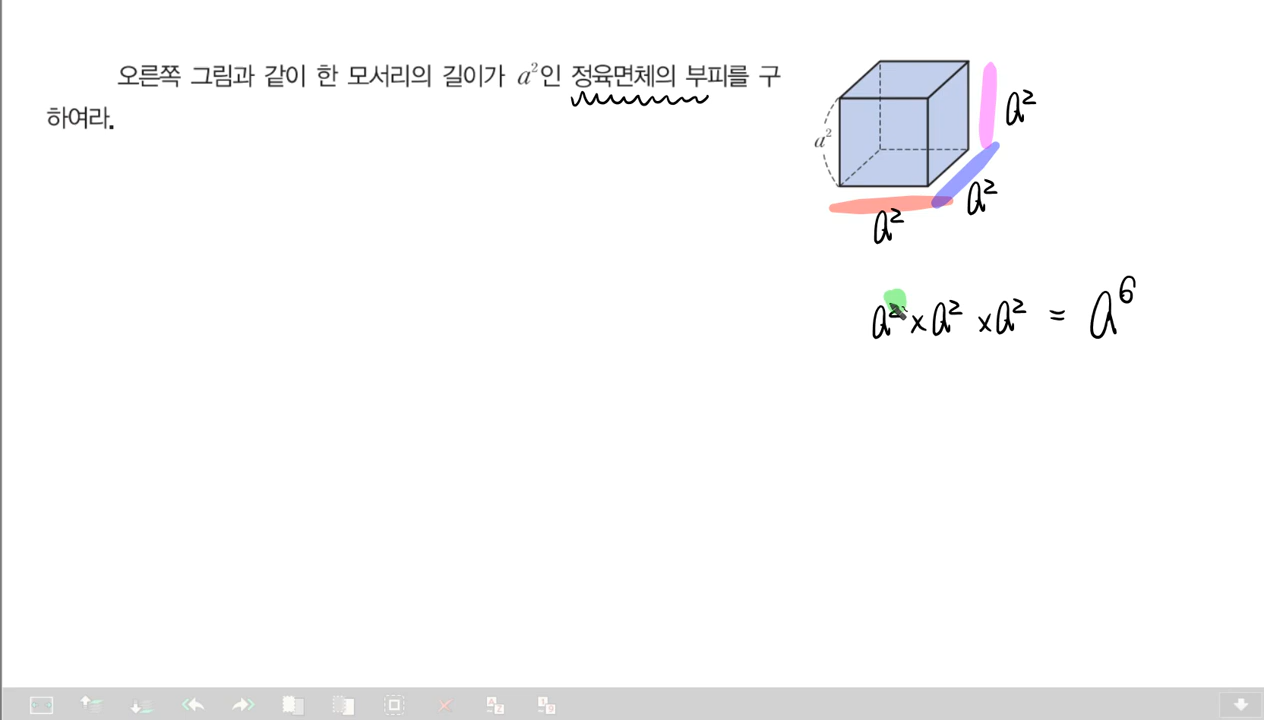 오른쪽 그림과 같이 한 모서리의 길이가 a²인 정육면체의 부피를 구
하여라.
a²
a²
a²
a²
a² × a² × a² = a⁶